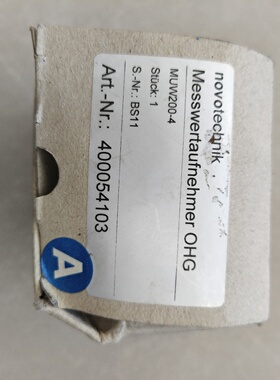 novotechnik
Messwertaufnehmer OHG
MUW200-4
Stück: 1
S.-Nr.: BS11
Art.-Nr.: 400054103
A